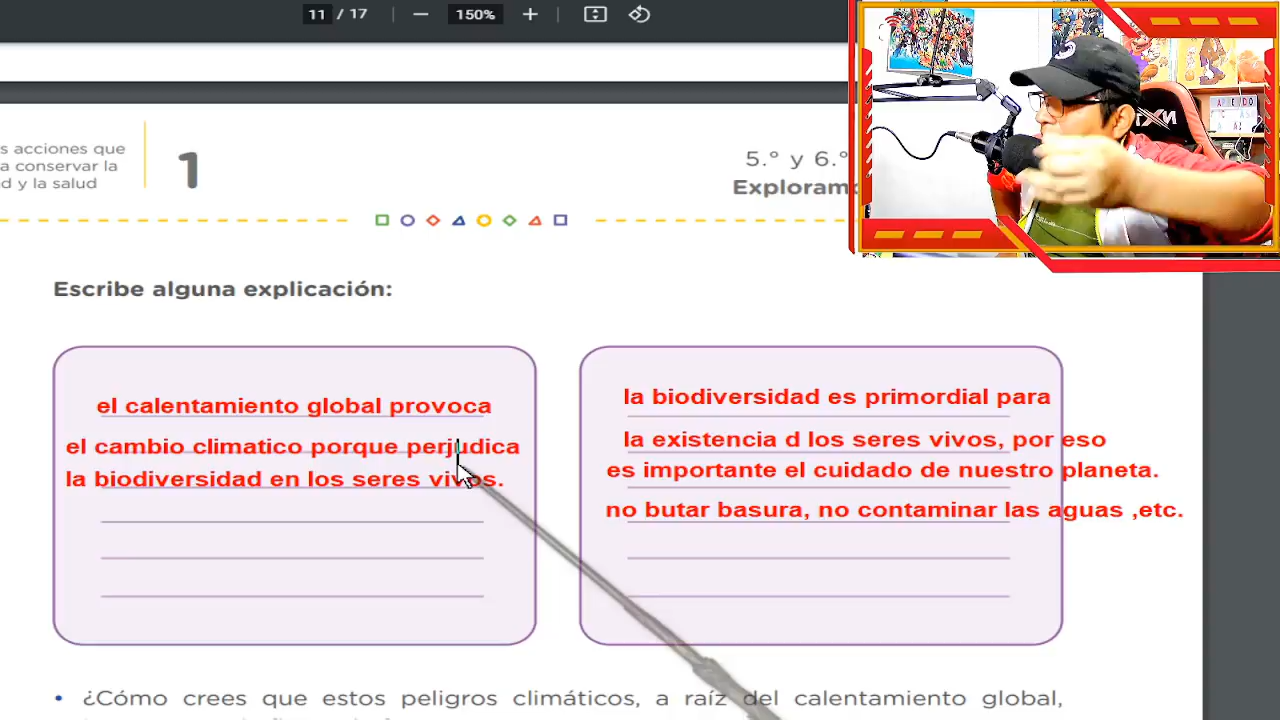 11 / 17
150%
s acciones que
a conservar la
d y la salud
1
5.º y 6.º
Exploram
Escribe alguna explicación:
el calentamiento global provoca
el cambio climatico porque perjudica
la biodiversidad en los seres vivos.
la biodiversidad es primordial para
la existencia d los seres vivos, por eso
es importante el cuidado de nuestro planeta.
no butar basura, no contaminar las aguas ,etc.
• ¿Cómo crees que estos peligros climáticos, a raíz del calentamiento global,